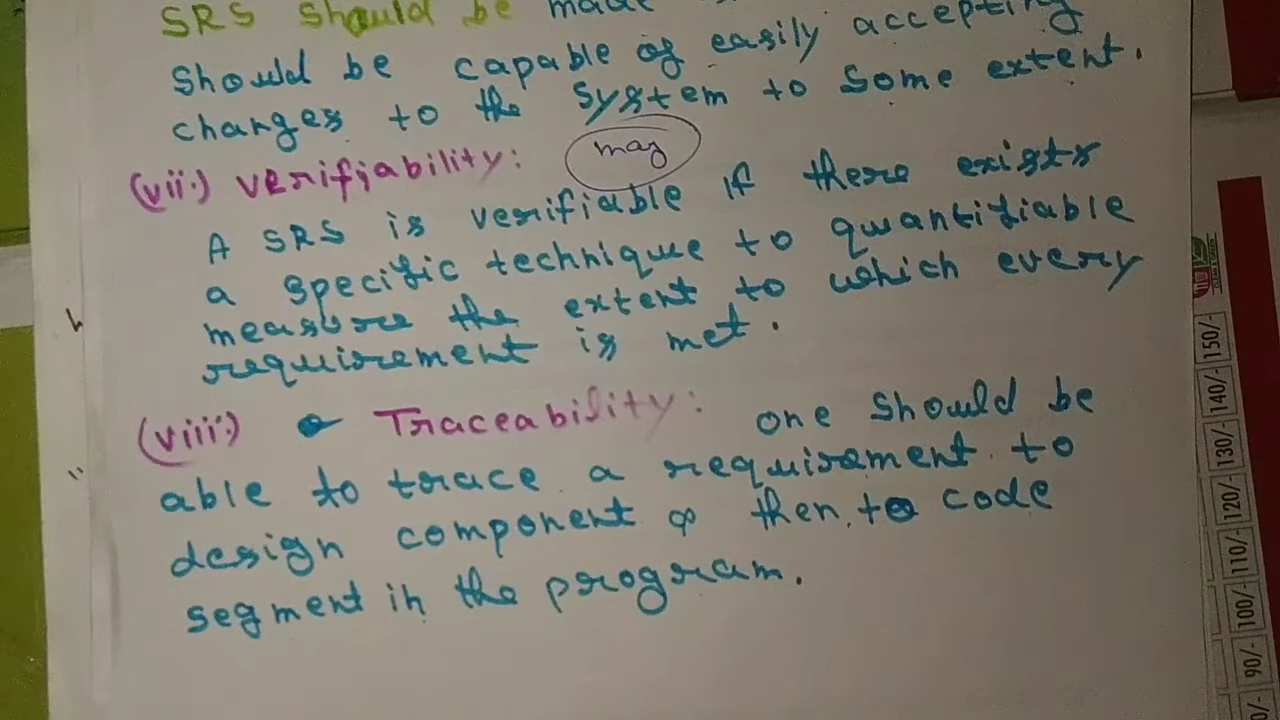 SRS should be made
should be capable of easily accepting
changes to the system to some extent.
(vii.) verifiability: may
A SRS is verifiable if there exists
a specific technique to quantifiable
measure the extent to which every
requirement is met.
(viii) Traceability: one should be
able to trace a requirement to
design component & then to code
segment in the program.
150/-
140/-
130/-
120/-
110/-
100/-
90/-